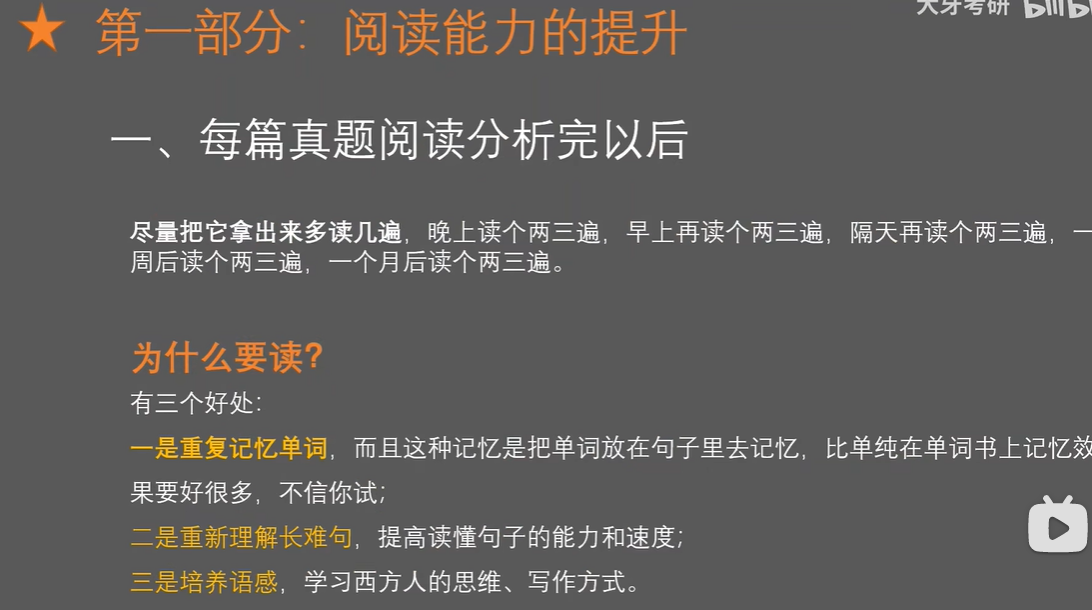 大牙考研 bilibi
★ 第一部分：阅读能力的提升
一、每篇真题阅读分析完以后
尽量把它拿出来多读几遍，晚上读个两三遍，早上再读个两三遍，隔天再读个两三遍，一
周后读个两三遍，一个月后读个两三遍。
为什么要读?
有三个好处:
一是重复记忆单词，而且这种记忆是把单词放在句子里去记忆，比单纯在单词书上记忆效
果要好很多，不信你试;
二是重新理解长难句，提高读懂句子的能力和速度;
三是培养语感，学习西方人的思维、写作方式。